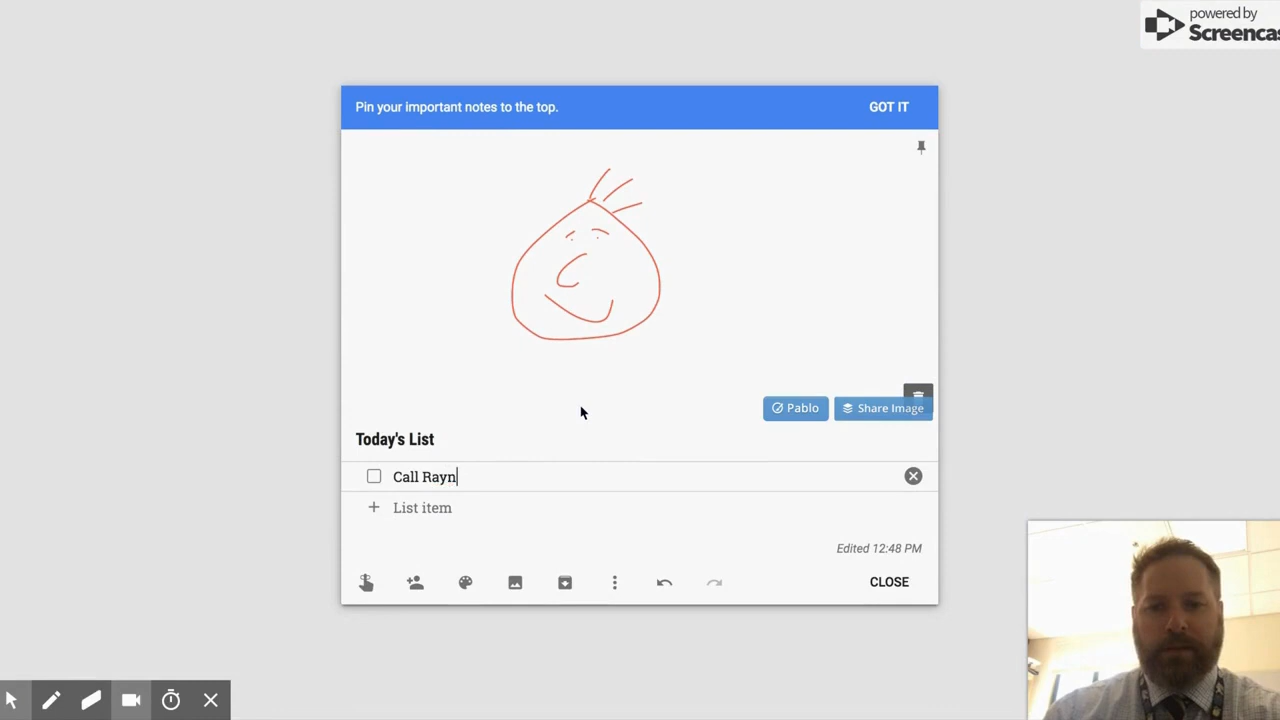 powered by
Screencas
Pin your important notes to the top.
GOT IT
Pablo
Share Image
Today's List
Call Rayn
List item
Edited 12:48 PM
CLOSE